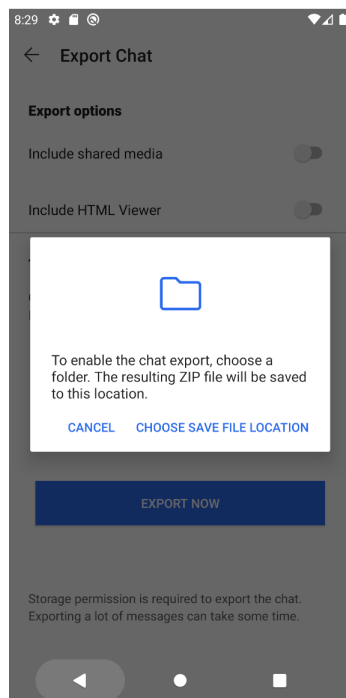 8:29
Export Chat
Export options
Include shared media
Include HTML Viewer
To enable the chat export, choose a
folder. The resulting ZIP file will be saved
to this location.
CANCEL CHOOSE SAVE FILE LOCATION
EXPORT NOW
Storage permission is required to export the chat.
Exporting a lot of messages can take some time.